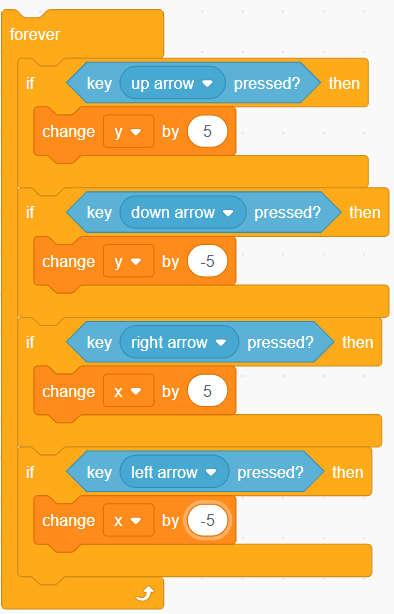 forever
if key up arrow pressed? then
change y by 5
if key down arrow pressed? then
change y by -5
if key right arrow pressed? then
change x by 5
if key left arrow pressed? then
change x by -5